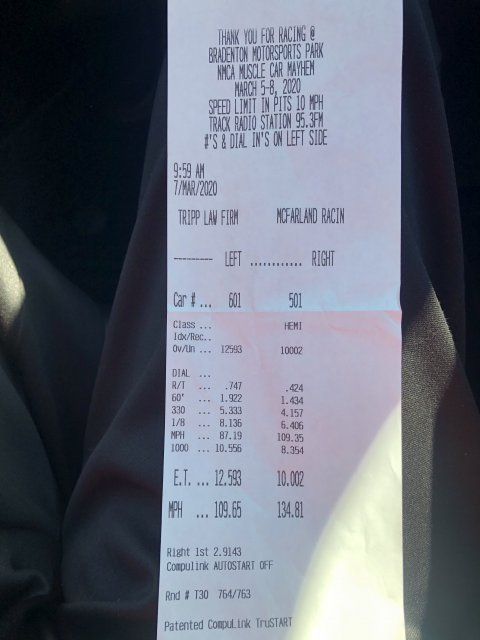 THANK YOU FOR RACING @
BRADENTON MOTORSPORTS PARK
NMCA MUSCLE CAR MAYHEM
MARCH 5-8, 2020
SPEED LIMIT IN PITS 10 MPH
TRACK RADIO STATION 95.3FM
#'S & DIAL IN'S ON LEFT SIDE
9:59 AM
7/MAR/2020
TRIPP LAW FIRM MCFARLAND RACIN
--------- LEFT ............ RIGHT
Car # ... 601 501
Class ... HEMI
Idx/Rec..
Ov/Un ... 12593 10002
DIAL ...
R/T ... .747 .424
60' ... 1.922 1.434
330 ... 5.333 4.157
1/8 ... 8.136 6.406
MPH ... 87.19 109.35
1000 ... 10.556 8.354
E.T. ... 12.593 10.002
MPH ... 109.65 134.81
Right 1st 2.9143
Compulink AUTOSTART OFF
Rnd # T30 764/763
Patented CompuLink TruSTART